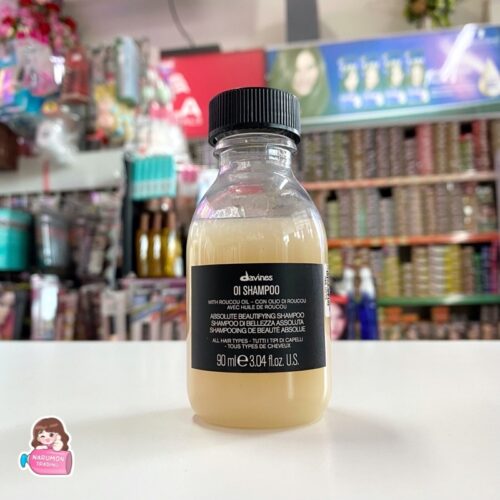 davines
OI SHAMPOO
WITH ROUCOU OIL - CON OLIO DI ROUCOU
AVEC HUILE DE ROUCOU
ABSOLUTE BEAUTIFYING SHAMPOO
SHAMPOO DI BELLEZZA ASSOLUTA
SHAMPOOING DE BEAUTÉ ABSOLUE
ALL HAIR TYPES - TUTTI I TIPI DI CAPELLI
- TOUS TYPES DE CHEVEUX
90 ml e 3.04 fl.oz. U.S.
NARUMON
TRADING